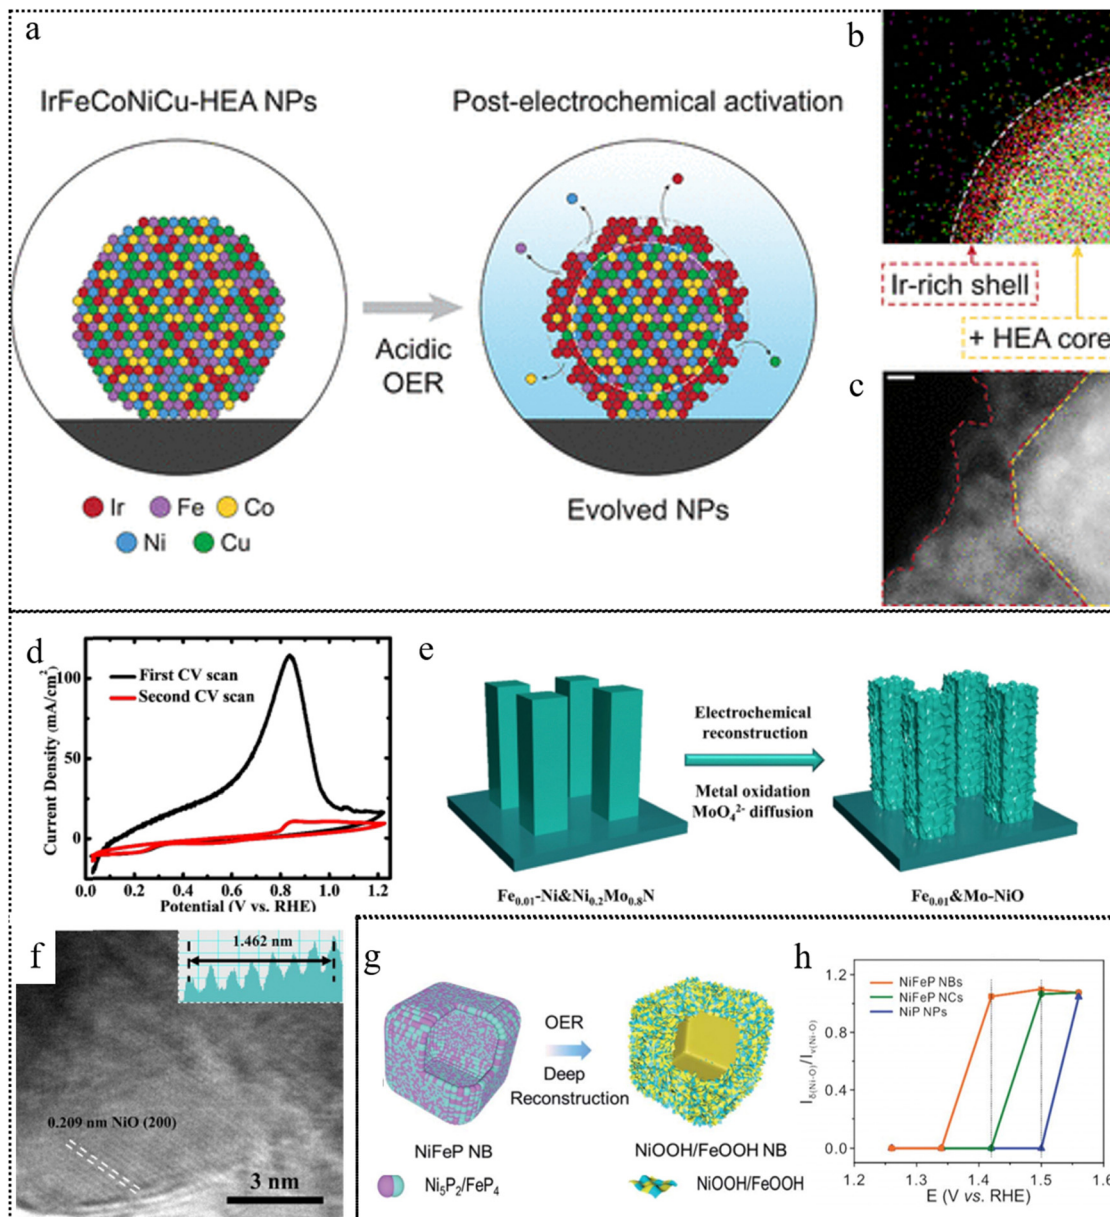 a
IrFeCoNiCu-HEA NPs
Post-electrochemical activation
Acidic
OER
Ir Fe Co
Ni Cu
Evolved NPs
b
Ir-rich shell
+ HEA core
c
d
First CV scan
Second CV scan
Current Density (mA/cm²)
100
50
0
0.0 0.2 0.4 0.6 0.8 1.0 1.2
Potential (V vs. RHE)
e
Electrochemical
reconstruction
Metal oxidation
MoO₄²⁻ diffusion
Fe₀.₀₁-Ni&Ni₀.₂Mo₀.₈N
Fe₀.₀₁&Mo-NiO
f
1.462 nm
0.209 nm NiO (200)
3 nm
g
OER
Deep
Reconstruction
NiFeP NB
NiOOH/FeOOH NB
Ni₅P₂/FeP₄
NiOOH/FeOOH
h
NiFeP NBs
NiFeP NCs
NiP NPs
I δ(Ni-O)/I ν(Ni-O)
1.2
0.8
0.4
0.0
1.2 1.3 1.4 1.5 1.6
E (V vs. RHE)